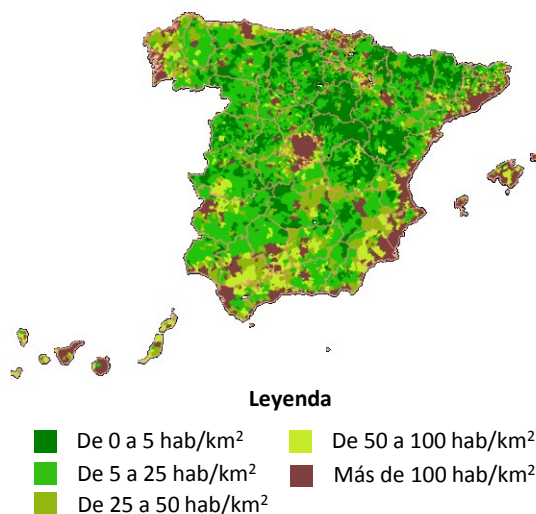 Leyenda
De 0 a 5 hab/km²
De 5 a 25 hab/km²
De 25 a 50 hab/km²
De 50 a 100 hab/km²
Más de 100 hab/km²